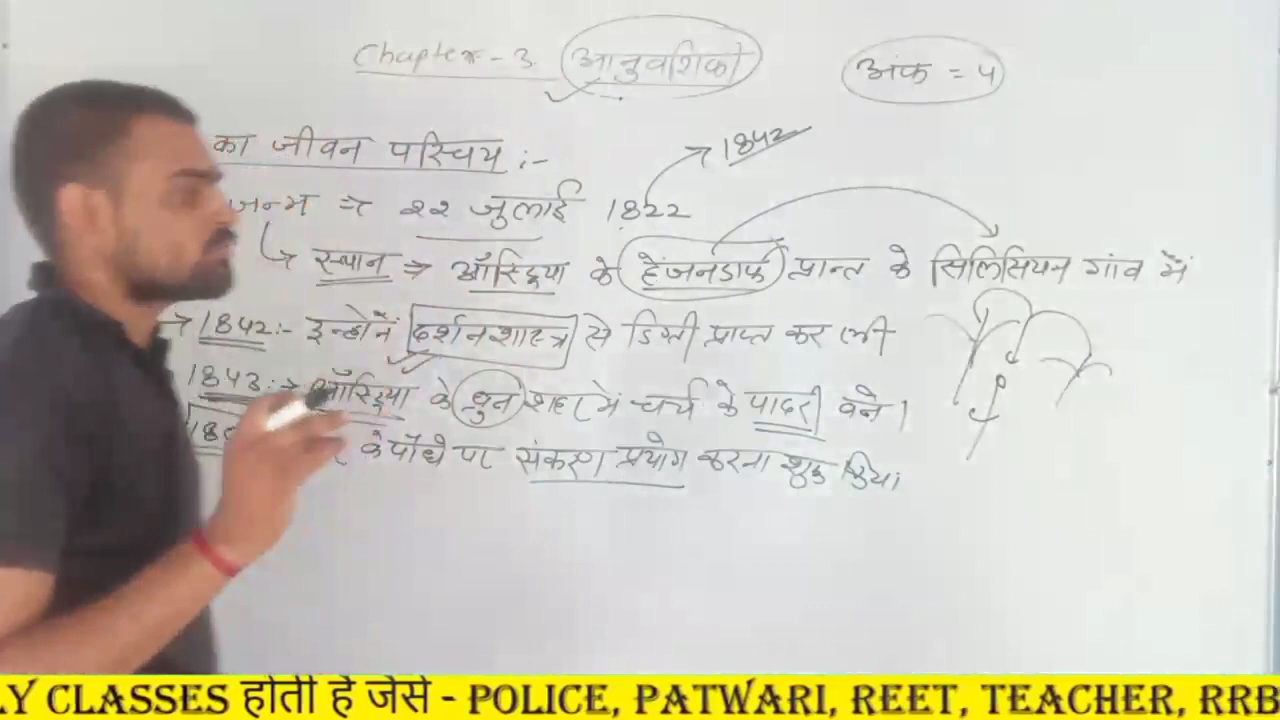 Chapter - 3. आनुवंशिकी
अंक = 4
का जीवन परिचय :-
जन्म ⇒ 22 जुलाई 1822 → 1842
↳ स्थान ⇒ ऑस्ट्रिया के हेंजनडार्फ प्रान्त के सिलिसियन गांव में
→ 1842:- इन्होनें दर्शनशास्त्र से डिग्री प्राप्त कर ली
1843:→ ऑस्ट्रिया के ध्रुन शहर में चर्च के पादरी बने।
के पौधे पर संकरण प्रयोग करना शुरू किया।
LY CLASSES होती है जैसे - POLICE, PATWARI, REET, TEACHER, RRB